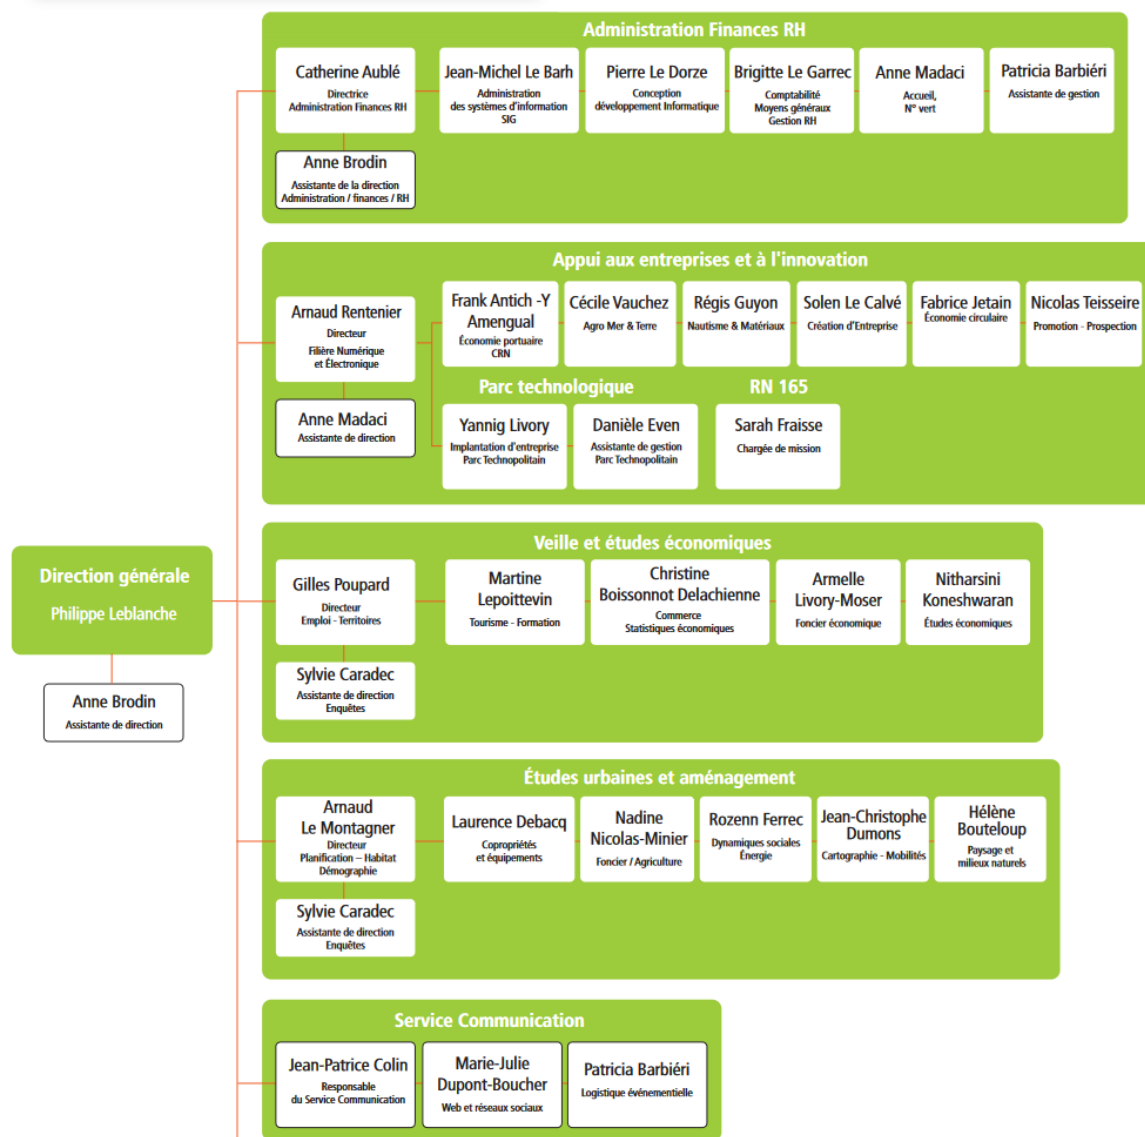 Administration Finances RH
Catherine Aublé
Directrice
Administration Finances RH
Jean-Michel Le Barh
Administration
des systèmes d'information
SIG
Pierre Le Dorze
Conception
développement Informatique
Brigitte Le Garrec
Comptabilité
Moyens généraux
Gestion RH
Anne Madaci
Accueil,
N° vert
Patricia Barbiéri
Assistante de gestion
Anne Brodin
Assistante de la direction
Administration / finances / RH
Appui aux entreprises et à l'innovation
Arnaud Rentenier
Directeur
Filière Numérique
et Électronique
Frank Antich -Y
Amengual
Économie portuaire
CRN
Cécile Vauchez
Agro Mer & Terre
Régis Guyon
Nautisme & Matériaux
Solen Le Calvé
Création d'Entreprise
Fabrice Jetain
Économie circulaire
Nicolas Teisseire
Promotion - Prospection
Anne Madaci
Assistante de direction
Parc technologique
Yannig Livory
Implantation d'entreprise
Parc Technopolitain
Danièle Even
Assistante de gestion
Parc Technopolitain
RN 165
Sarah Fraisse
Chargée de mission
Direction générale
Philippe Leblanche
Anne Brodin
Assistante de direction
Veille et études économiques
Gilles Poupard
Directeur
Emploi - Territoires
Martine
Lepoittevin
Tourisme - Formation
Christine
Boissonnot Delachienne
Commerce
Statistiques économiques
Armelle
Livory-Moser
Foncier économique
Nitharsini
Koneshwaran
Études économiques
Sylvie Caradec
Assistante de direction
Enquêtes
Études urbaines et aménagement
Arnaud
Le Montagner
Directeur
Planification – Habitat
Démographie
Laurence Debacq
Copropriétés
et équipements
Nadine
Nicolas-Minier
Foncier / Agriculture
Rozenn Ferrec
Dynamiques sociales
Énergie
Jean-Christophe
Dumons
Cartographie - Mobilités
Hélène
Bouteloup
Paysage et
milieux naturels
Sylvie Caradec
Assistante de direction
Enquêtes
Service Communication
Jean-Patrice Colin
Responsable
du Service Communication
Marie-Julie
Dupont-Boucher
Web et réseaux sociaux
Patricia Barbiéri
Logistique événementielle